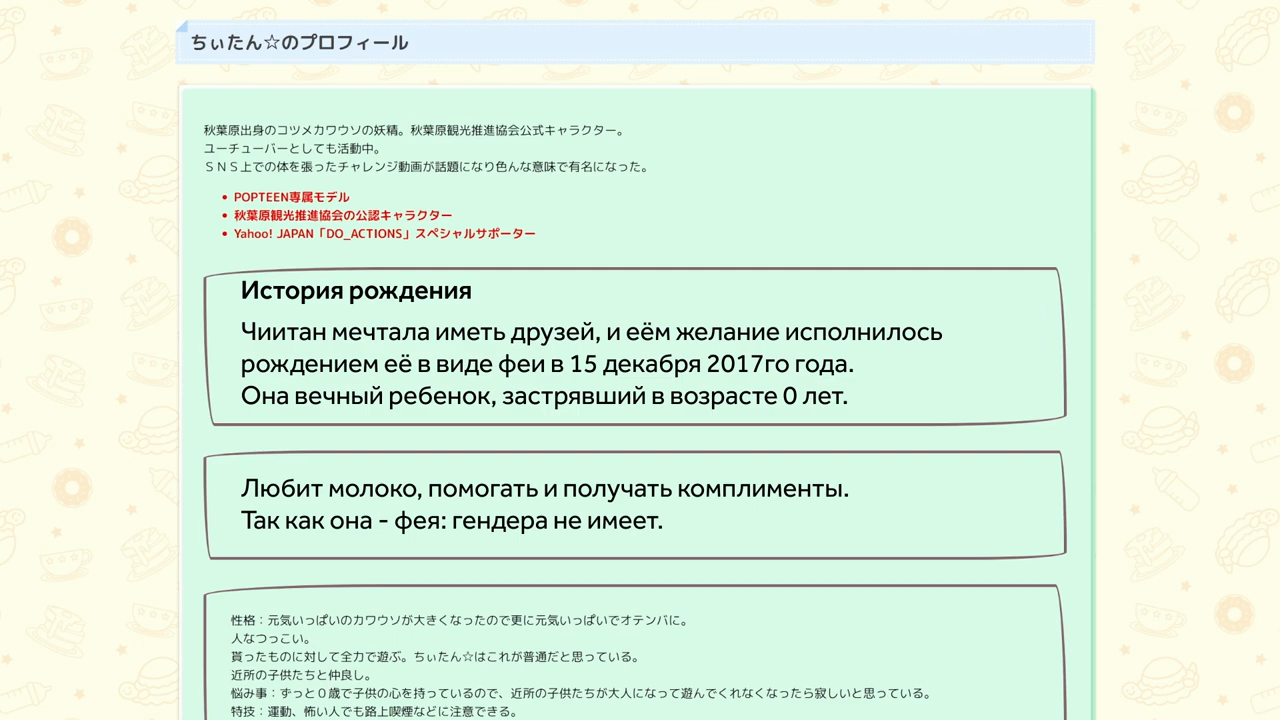 ちぃたん☆のプロフィール
秋葉原出身のコツメカワウソの妖精。秋葉原観光推進協会公式キャラクター。
ユーチューバーとしても活動中。
ＳＮＳ上での体を張ったチャレンジ動画が話題になり色んな意味で有名になった。
• POPTEEN専属モデル
• 秋葉原観光推進協会の公認キャラクター
• Yahoo! JAPAN「DO_ACTIONS」スペシャルサポーター
История рождения
Чиитан мечтала иметь друзей, и еём желание исполнилось
рождением её в виде феи в 15 декабря 2017го года.
Она вечный ребенок, застрявший в возрасте 0 лет.
Любит молоко, помогать и получать комплименты.
Так как она - фея: гендера не имеет.
性格：元気いっぱいのカワウソが大きくなったので更に元気いっぱいでオテンバに。
人なつっこい。
貰ったものに対して全力で遊ぶ。ちぃたん☆はこれが普通だと思っている。
近所の子供たちと仲良し。
悩み事：ずっと０歳で子供の心を持っているので、近所の子供たちが大人になって遊んでくれなくなったら寂しいと思っている。
特技：運動、怖い人でも路上喫煙などに注意できる。